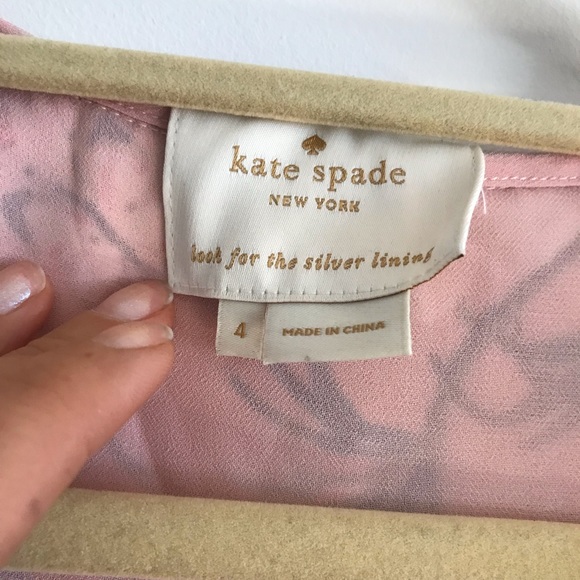 kate spade
NEW YORK
look for the silver lining
4
MADE IN CHINA